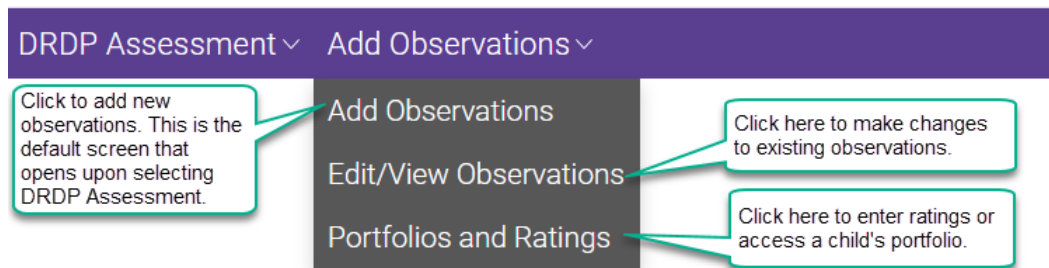 DRDP Assessment Add Observations
Click to add new
observations. This is the
default screen that
opens upon selecting
DRDP Assessment.
Add Observations
Edit/View Observations
Portfolios and Ratings
Click here to make changes
to existing observations.
Click here to enter ratings or
access a child's portfolio.